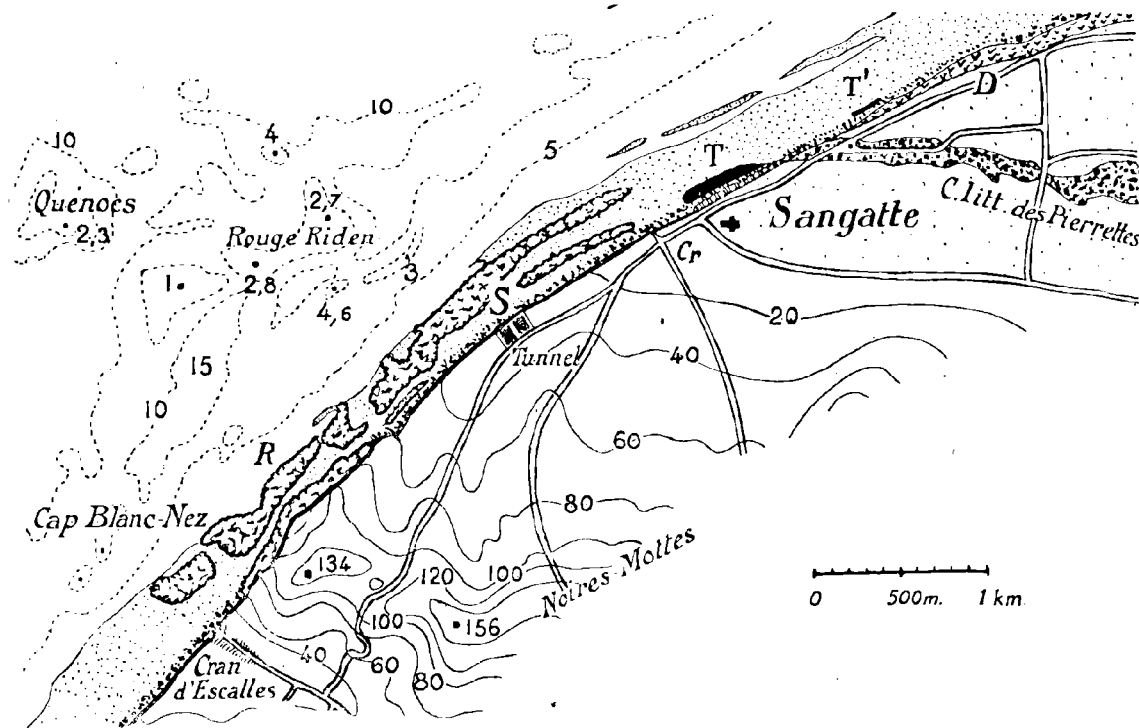 T'
D
10
4
10
5
T
C. litt. des Pierrettes
Quenocs
2,3
2,7
Sangatte
Rouge Riden
Cr
3
1
2,8
4,6
S
20
Tunnel
40
15
10
60
R
80
Cap Blanc-Nez
134
120
100
Noires Mottes
0 500m. 1 km
100
156
40
60
80
Cran
d'Escalles